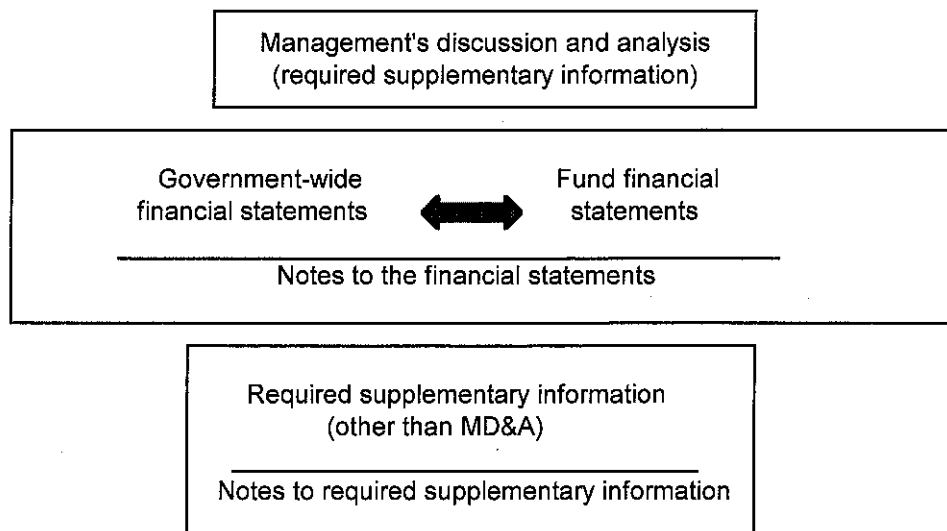 Management's discussion and analysis
(required supplementary information)
Government-wide
financial statements
Fund financial
statements
Notes to the financial statements
Required supplementary information
(other than MD&A)
Notes to required supplementary information